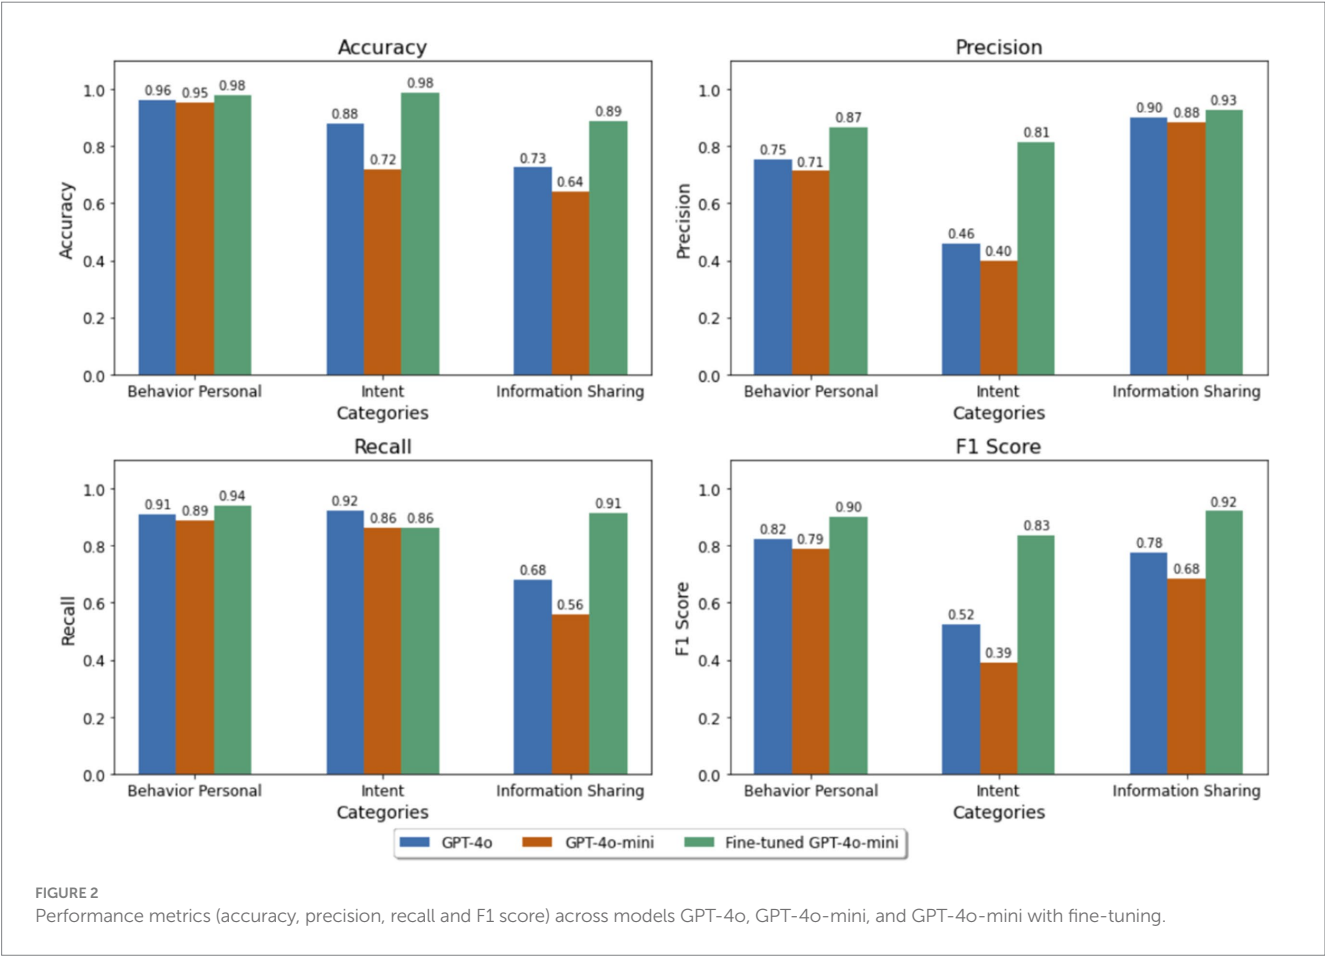 Accuracy
Accuracy
1.0
0.8
0.6
0.4
0.2
0.0
0.96 0.95 0.98
0.88 0.72 0.98
0.73 0.64 0.89
Behavior Personal Intent Information Sharing
Categories
Precision
Precision
1.0
0.8
0.6
0.4
0.2
0.0
0.75 0.71 0.87
0.46 0.40 0.81
0.90 0.88 0.93
Behavior Personal Intent Information Sharing
Categories
Recall
Recall
1.0
0.8
0.6
0.4
0.2
0.0
0.91 0.89 0.94
0.92 0.86 0.86
0.68 0.56 0.91
Behavior Personal Intent Information Sharing
Categories
F1 Score
F1 Score
1.0
0.8
0.6
0.4
0.2
0.0
0.82 0.79 0.90
0.52 0.39 0.83
0.78 0.68 0.92
Behavior Personal Intent Information Sharing
Categories
GPT-4o GPT-4o-mini Fine-tuned GPT-4o-mini
FIGURE 2
Performance metrics (accuracy, precision, recall and F1 score) across models GPT-4o, GPT-4o-mini, and GPT-4o-mini with fine-tuning.